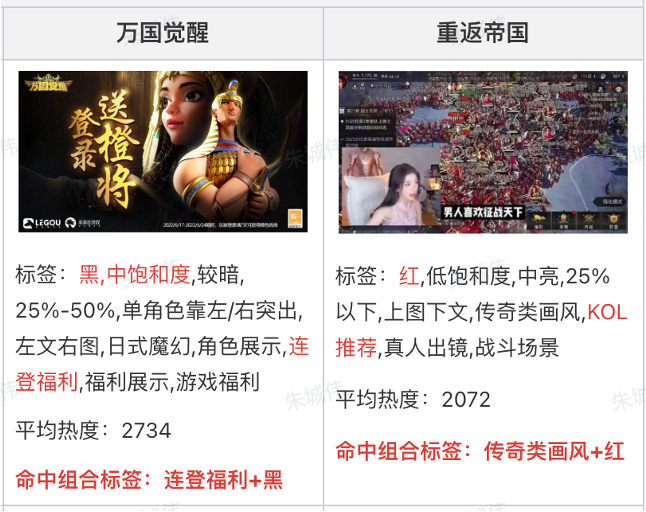 万国觉醒
重返帝国
万国觉醒
送橙将
登录
LEGOU
男人喜欢征战天下
简化模式
标签：黑,中饱和度,较暗,
25%-50%,单角色靠左/右突出,
左文右图,日式魔幻,角色展示,连
登福利,福利展示,游戏福利
平均热度：2734
命中组合标签：连登福利+黑
标签：红,低饱和度,中亮,25%
以下,上图下文,传奇类画风,KOL
推荐,真人出镜,战斗场景
平均热度：2072
命中组合标签：传奇类画风+红
朱城伟